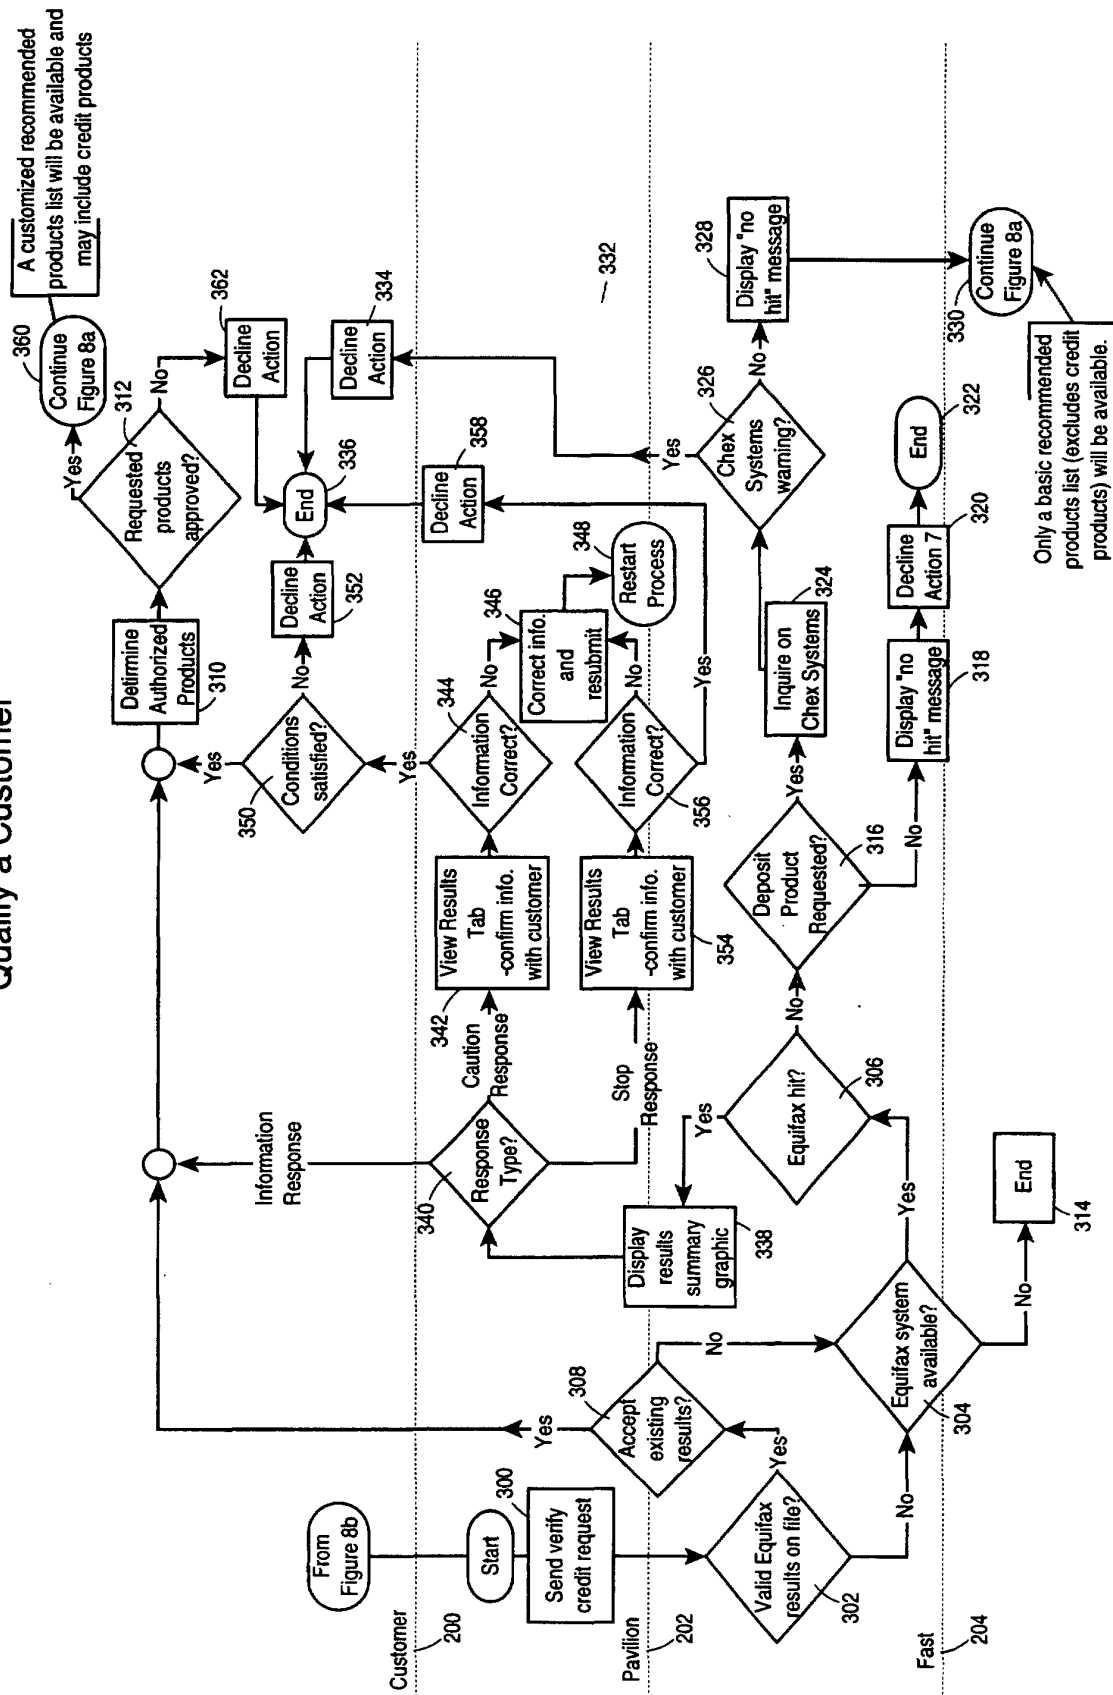 Qualify a Customer
From
Figure 8b
Start
300
Send verify
credit request
Valid Equifax
results on file?
302
Yes
No
308
Accept
existing
results?
Yes
No
Equifax system
available?
304
Yes
No
End
314
Equifax hit?
306
Yes
No
Display
results
summary
graphic
338
340
Response
Type?
Information
Response
Caution
Response
Stop
Response
342
View Results
Tab
-confirm info.
with customer
View Results
Tab
-confirm info.
with customer
354
344
Information
Correct?
Yes
No
Information
Correct?
356
No
Yes
346
Correct info.
and
resubmit
348
Restart
Process
350
Conditions
satisfied?
Yes
No
Decline
Action
352
Detirmine
Authorized
Products
310
312
Requested
products
approved?
Yes
No
360
Continue
Figure 8a
A customized recommended
products list will be available and
may include credit products
362
Decline
Action
334
Decline
Action
336
End
358
Decline
Action
332
Deposit
Product
Requested?
316
Yes
No
324
Inquire on
Chex Systems
326
Chex
Systems
warning?
Yes
No
328
Display "no
hit" message
330
Continue
Figure 8a
Only a basic recommended
products list (excludes credit
products) will be available.
Display "no
hit" message
318
Decline
Action 7
320
End
322
Customer
200
Pavilion
202
Fast
204